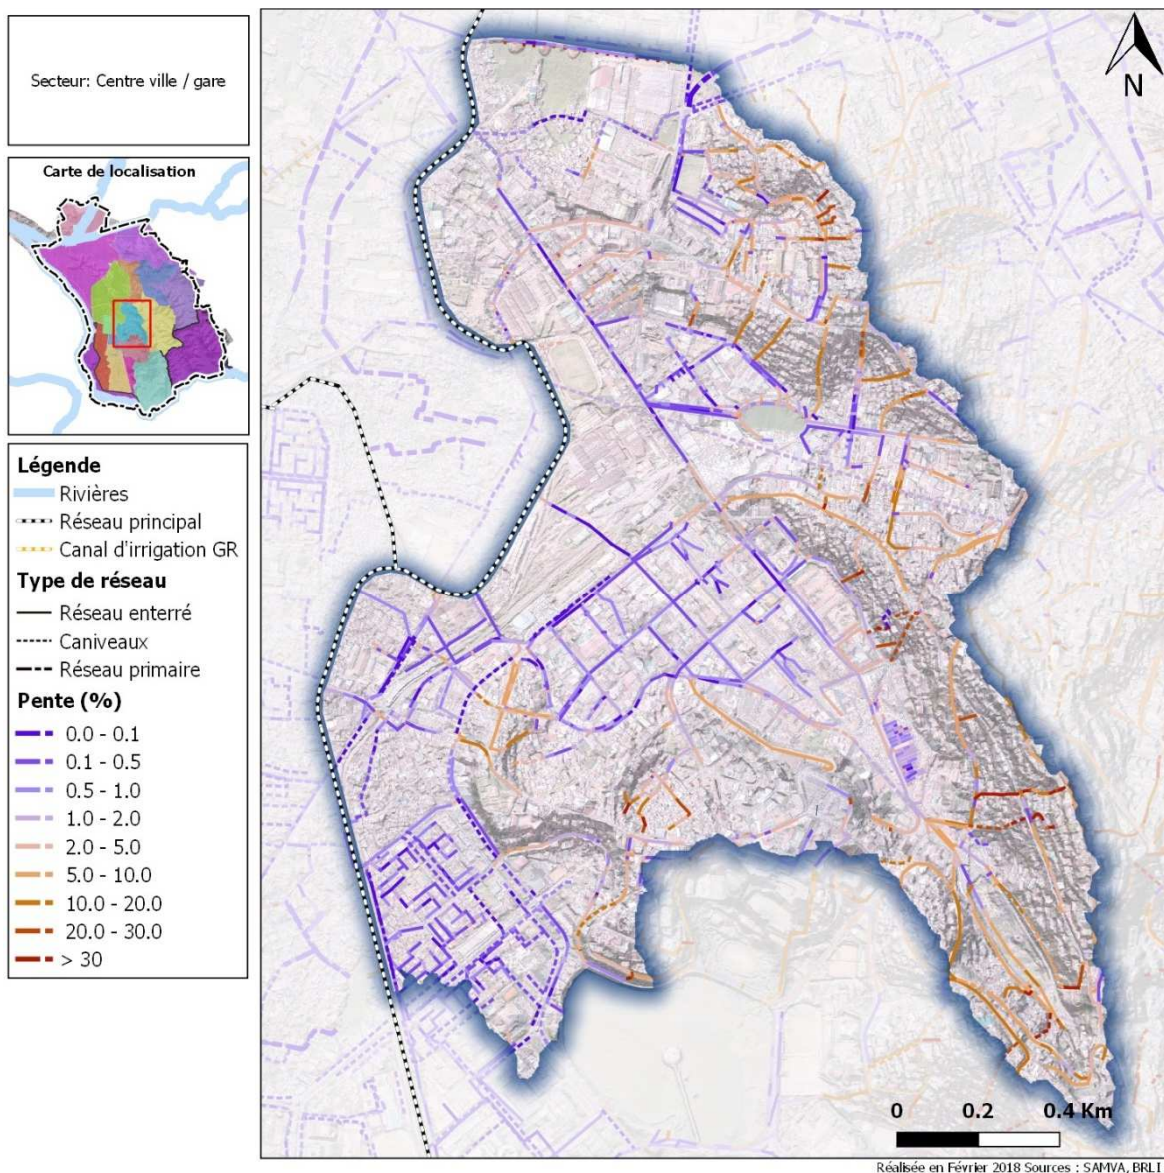 Secteur: Centre ville / gare
Carte de localisation
Légende
Rivières
Réseau principal
Canal d'irrigation GR
Type de réseau
Réseau enterré
Caniveaux
Réseau primaire
Pente (%)
0.0 - 0.1
0.1 - 0.5
0.5 - 1.0
1.0 - 2.0
2.0 - 5.0
5.0 - 10.0
10.0 - 20.0
20.0 - 30.0
> 30
N
0 0.2 0.4 Km
Réalisée en Février 2018 Sources : SAMVA, BRLI